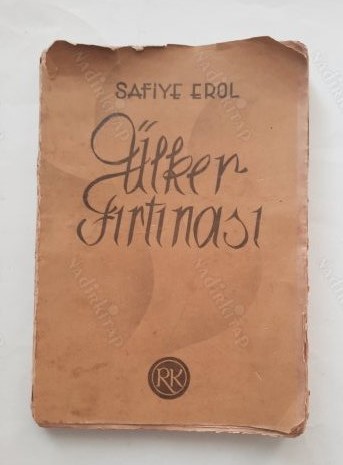 SAFİYE EROL
Ülker
Fırtınası
RK